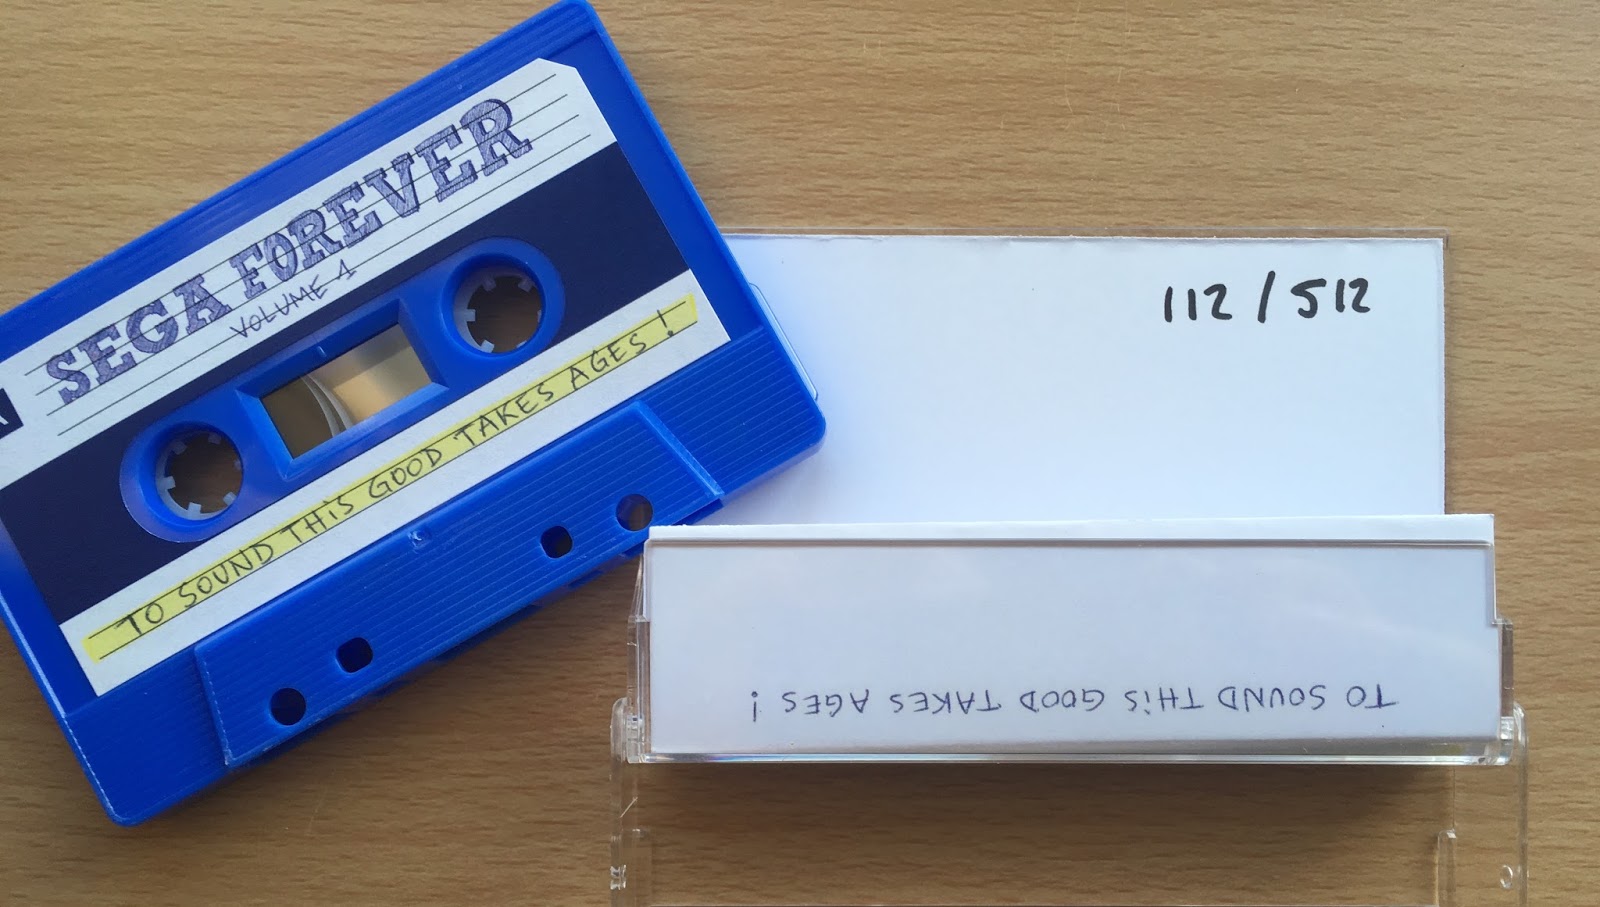 SEGA FOREVER
VOLUME 1
TO SOUND THiS GOOD TAKES AGES!
112/512
TO SOUND THiS GOOD TAKES AGES!